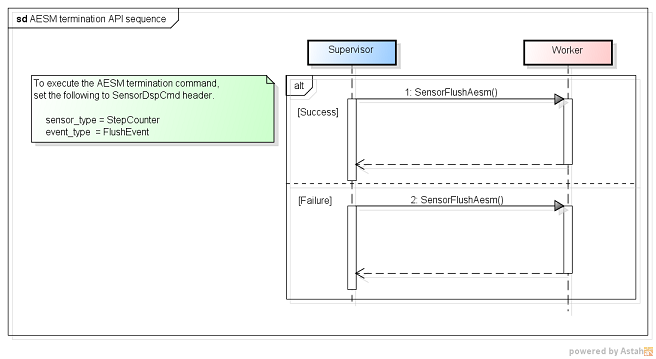 sd AESM termination API sequence
Supervisor
Worker
To execute the AESM termination command,
set the following to SensorDspCmd header.
sensor_type = StepCounter
event_type = FlushEvent
alt
1: SensorFlushAesm()
[Success]
[Failure]
2: SensorFlushAesm()
powered by Astah